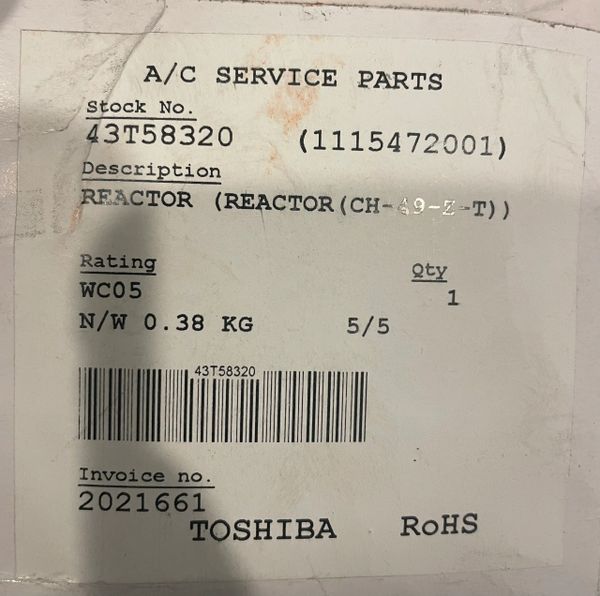 A/C SERVICE PARTS
Stock No.
43T58320 (1115472001)
Description
REACTOR (REACTOR(CH-49-Z-T))
Rating Qty
WC05 1
N/W 0.38 KG 5/5
43T58320
Invoice no.
2021661
TOSHIBA RoHS